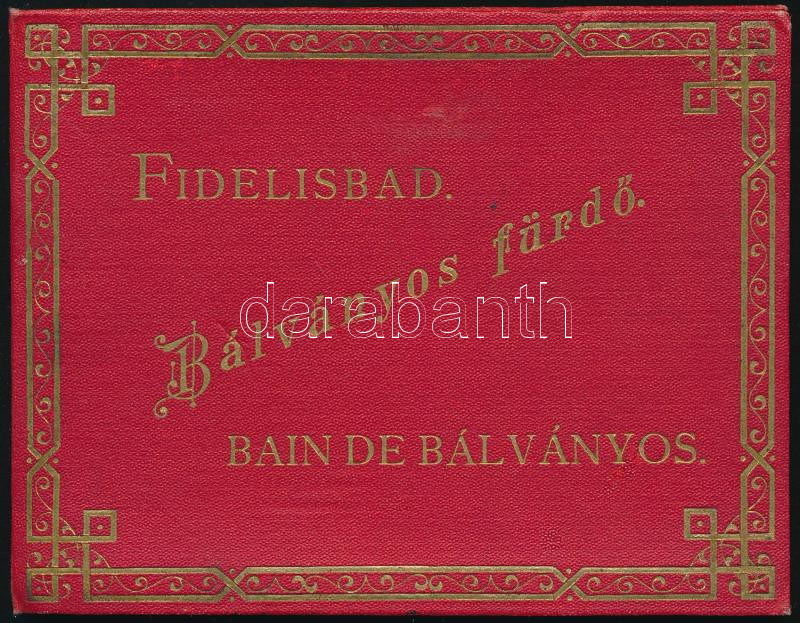 FIDELISBAD.
Bálványos fürdő.
darabanth
BAIN DE BÁLVÁNYOS.